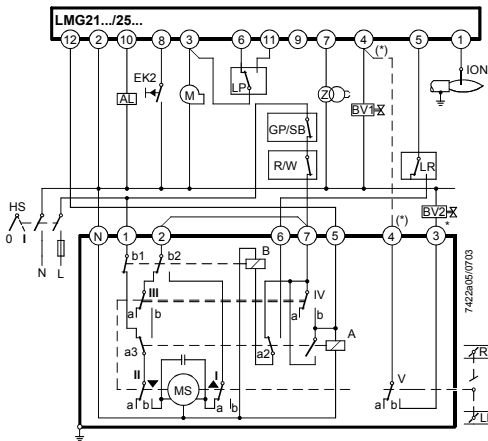 LMG21.../25...
12 2 10 8 3 6 11 9 7 4 (*) 5 1
ION
EK2
AL
M
LP
Z
BV1
GP/SB
R/W
LR
HS
0 I
N L
BV2
*
N 1 2 6 7 5 4 (*) 3
b1 b2 B
III IV
a b a b
a3 a2 A
II I V
MS
a b a b a b
7422a05/0703